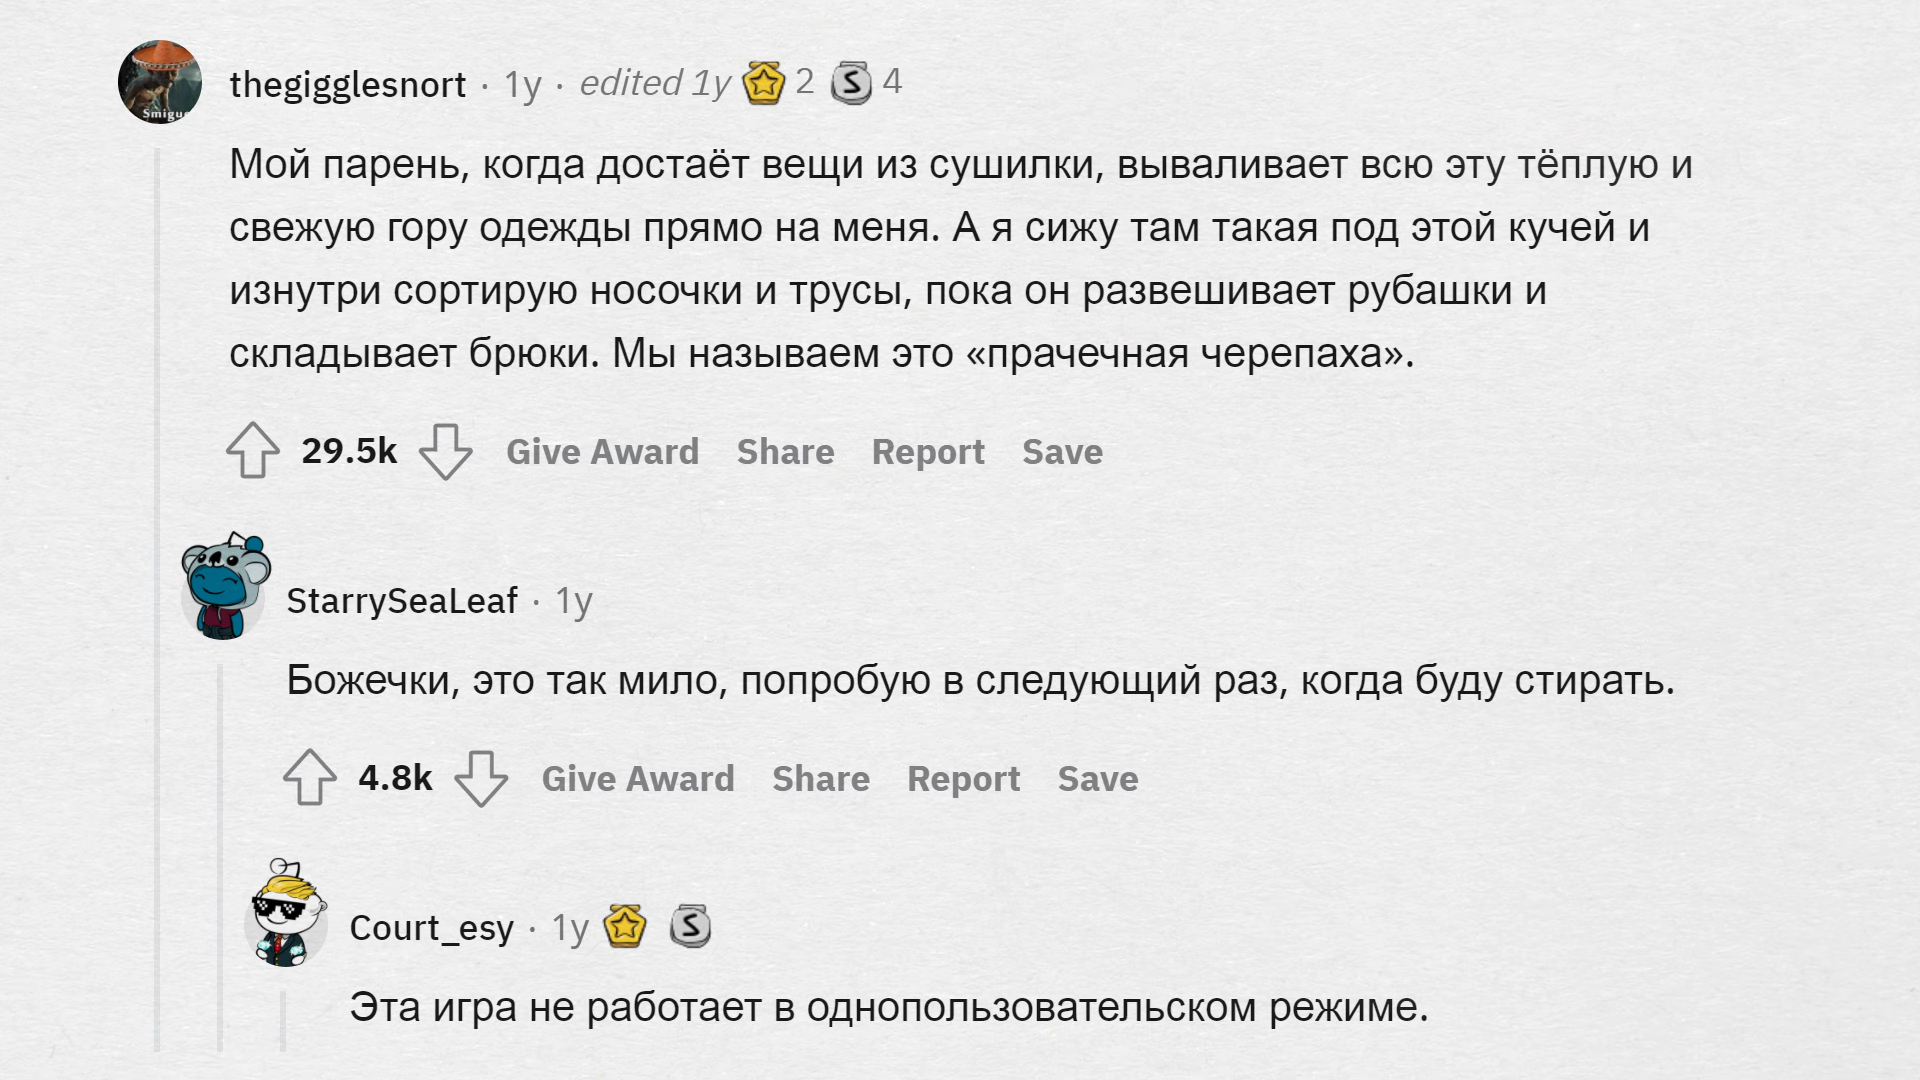 Smigu
thegigglesnort · 1y · edited 1y 2 S 4
Мой парень, когда достаёт вещи из сушилки, вываливает всю эту тёплую и
свежую гору одежды прямо на меня. А я сижу там такая под этой кучей и
изнутри сортирую носочки и трусы, пока он развешивает рубашки и
складывает брюки. Мы называем это «прачечная черепаха».
29.5k Give Award Share Report Save
StarrySeaLeaf · 1y
Божечки, это так мило, попробую в следующий раз, когда буду стирать.
4.8k Give Award Share Report Save
Court_esy · 1y S
Эта игра не работает в однопользовательском режиме.